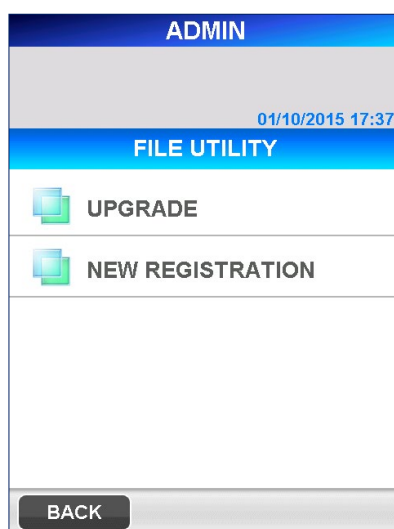 ADMIN
01/10/2015 17:37
FILE UTILITY
UPGRADE
NEW REGISTRATION
BACK